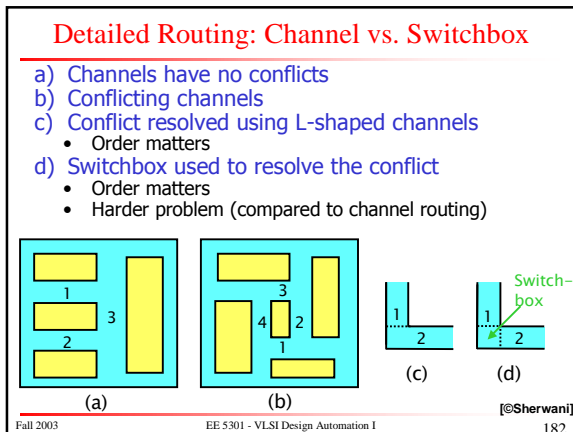 Detailed Routing: Channel vs. Switchbox
a) Channels have no conflicts
b) Conflicting channels
c) Conflict resolved using L-shaped channels
• Order matters
d) Switchbox used to resolve the conflict
• Order matters
• Harder problem (compared to channel routing)
1
2
3
(a)
3
4 2
1
(b)
1
2
(c)
Switch-
box
1
2
(d)
[©Sherwani]
Fall 2003 EE 5301 - VLSI Design Automation I 182